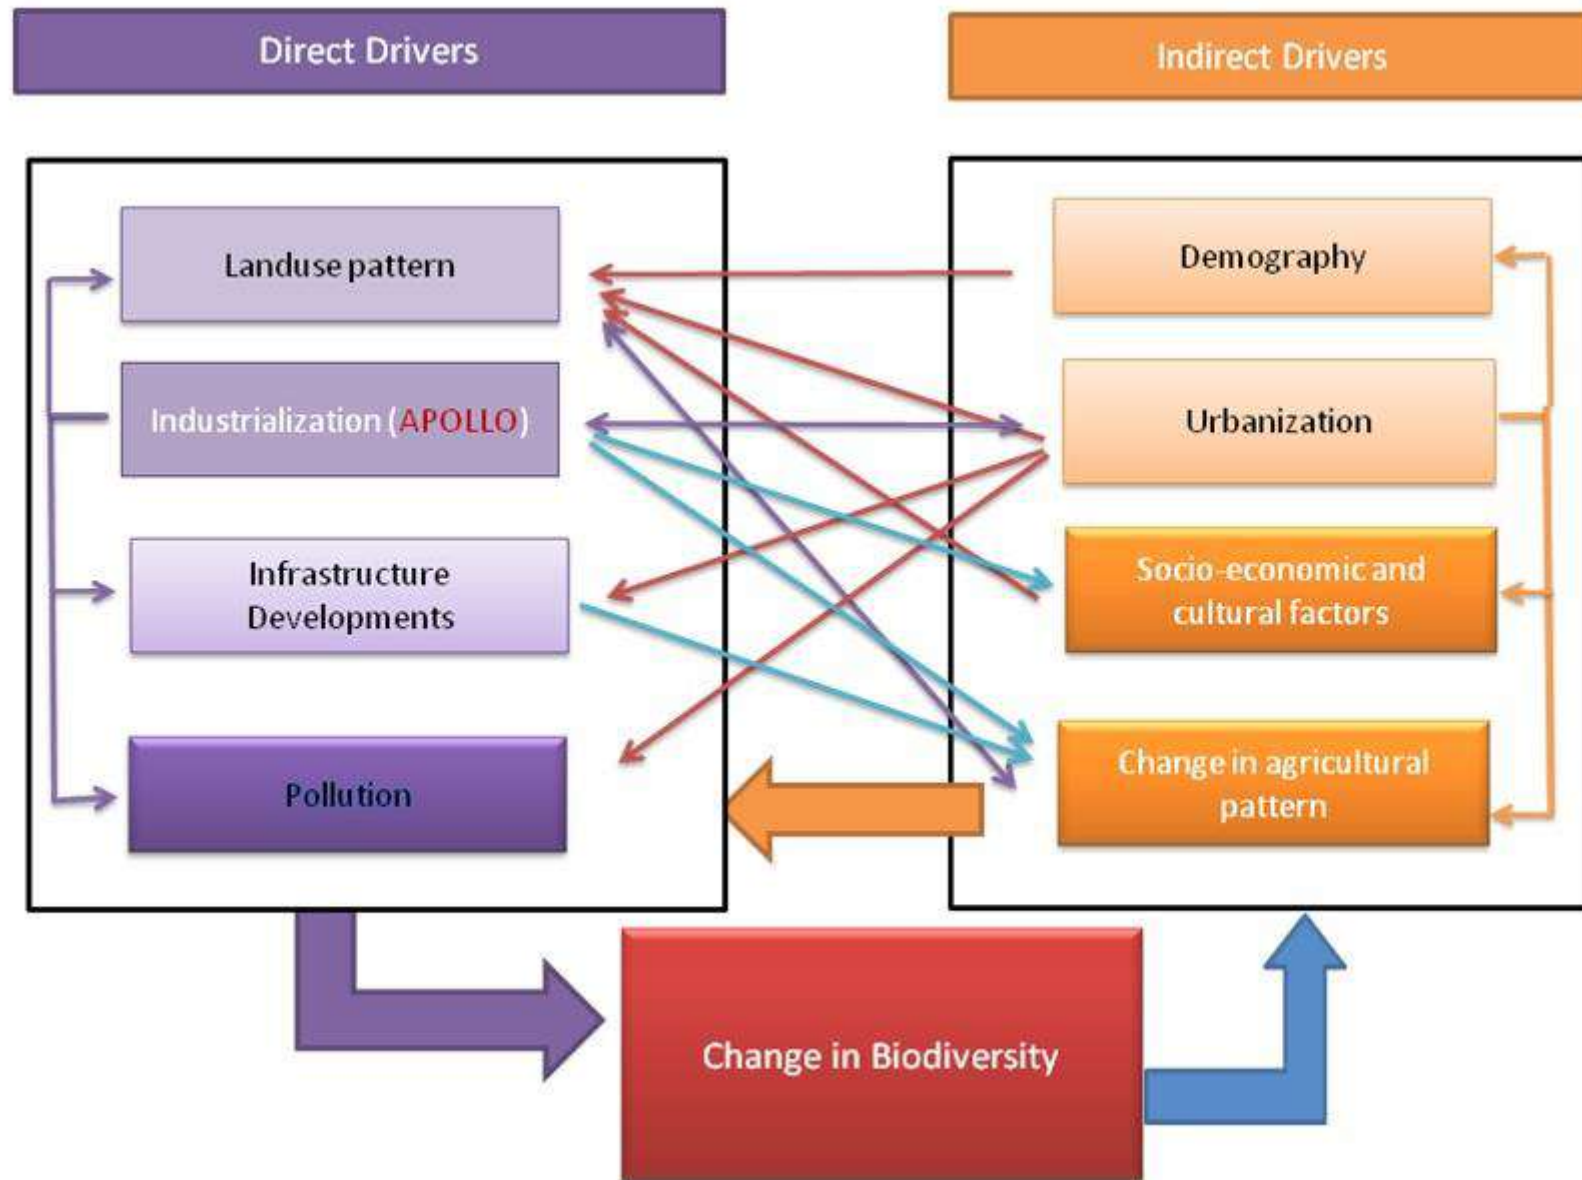 Direct Drivers
Indirect Drivers
Landuse pattern
Industrialization (APOLLO)
Infrastructure
Developments
Pollution
Demography
Urbanization
Socio-economic and
cultural factors
Change in agricultural
pattern
Change in Biodiversity